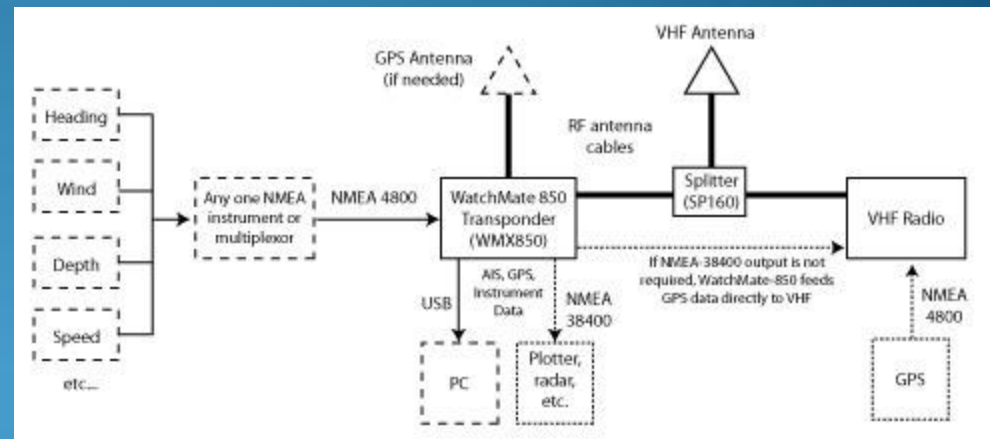 VHF Antenna
GPS Antenna
(if needed)
Heading
RF antenna
cables
Wind
Any one NMEA
instrument or
multiplexor
NMEA 4800
WatchMate 850
Transponder
(WMX850)
Splitter
(SP160)
VHF Radio
Depth
If NMEA-38400 output is not
required, WatchMate-850 feeds
GPS data directly to VHF
AIS, GPS,
Instrument
Data
USB
NMEA
38400
NMEA
4800
Speed
etc...
PC
Plotter,
radar,
etc.
GPS